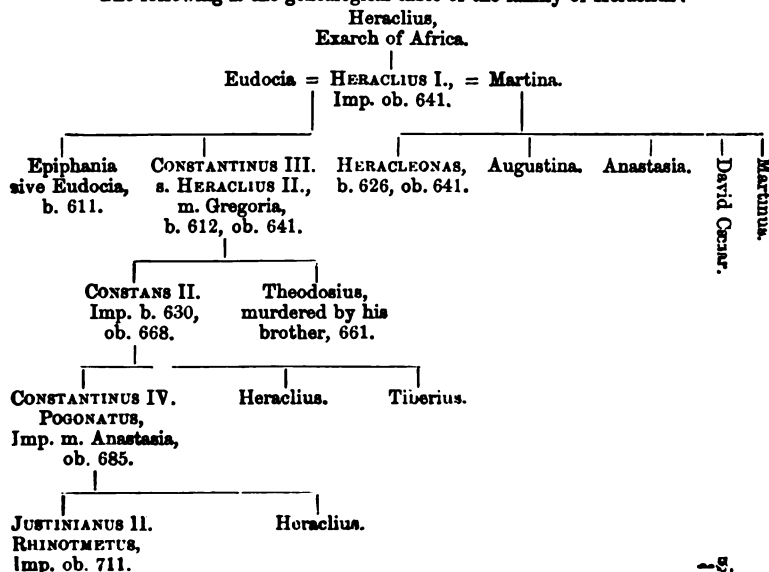 Heraclius,
Exarch of Africa.
Eudocia = HERACLIUS I., = Martina.
Imp. ob. 641.
Epiphania
sive Eudocia,
b. 611.
CONSTANTINUS III.
s. HERACLIUS II.,
m. Gregoria,
b. 612, ob. 641.
HERACLEONAS,
b. 626, ob. 641.
Augustina.
Anastasia.
David Cæsar.
Martinus.
CONSTANS II.
Imp. b. 630,
ob. 668.
Theodosius,
murdered by his
brother, 661.
CONSTANTINUS IV.
POGONATUS,
Imp. m. Anastasia,
ob. 685.
Heraclius.
Tiberius.
JUSTINIANUS II.
RHINOTMETUS,
Imp. ob. 711.
Heraclius.